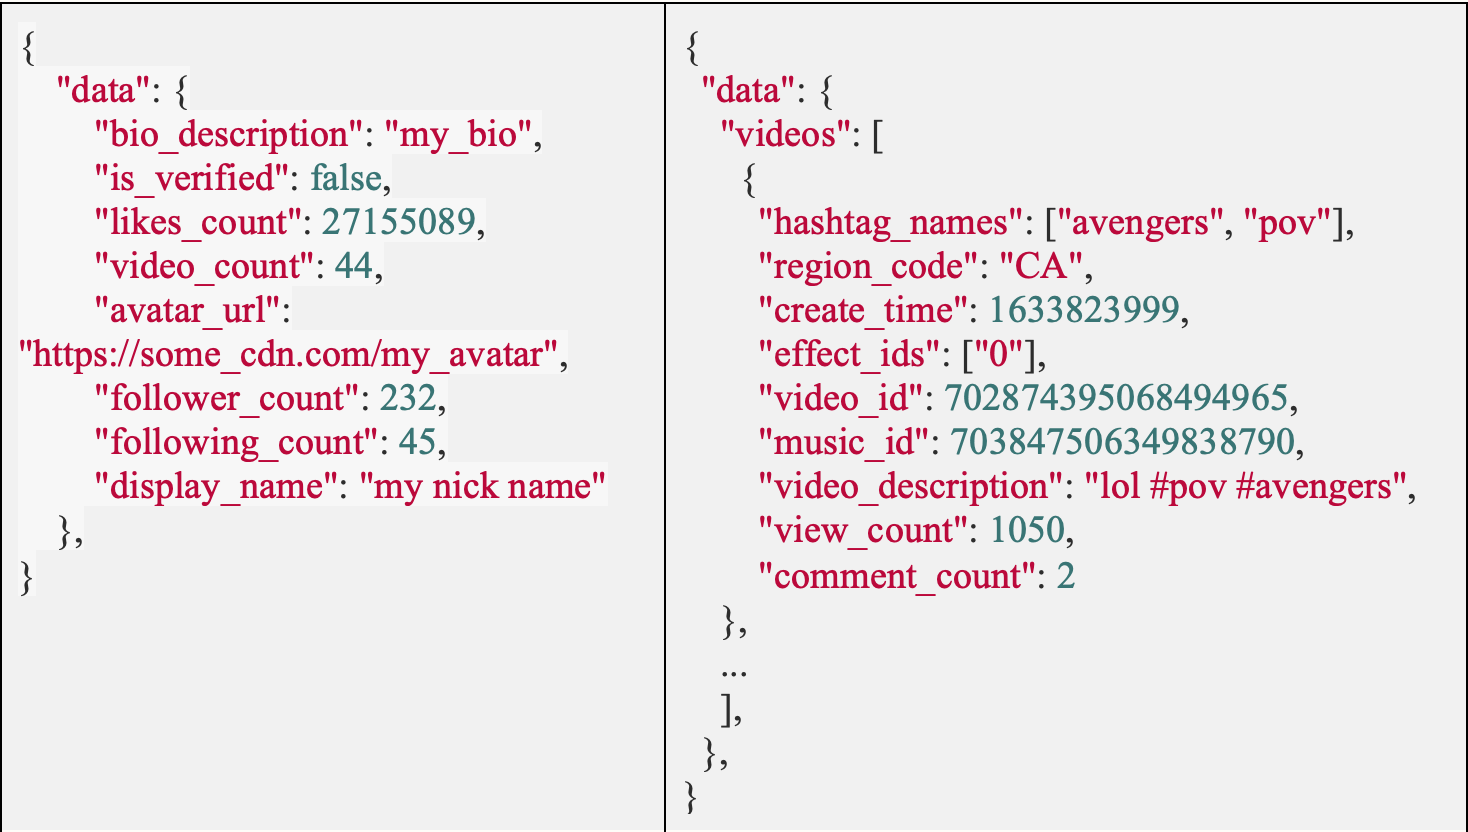 {
"data": {
"bio_description": "my_bio",
"is_verified": false,
"likes_count": 27155089,
"video_count": 44,
"avatar_url":
"https://some_cdn.com/my_avatar",
"follower_count": 232,
"following_count": 45,
"display_name": "my nick name"
},
}
{
"data": {
"videos": [
{
"hashtag_names": ["avengers", "pov"],
"region_code": "CA",
"create_time": 1633823999,
"effect_ids": ["0"],
"video_id": 702874395068494965,
"music_id": 703847506349838790,
"video_description": "lol #pov #avengers",
"view_count": 1050,
"comment_count": 2
},
...
],
},
}